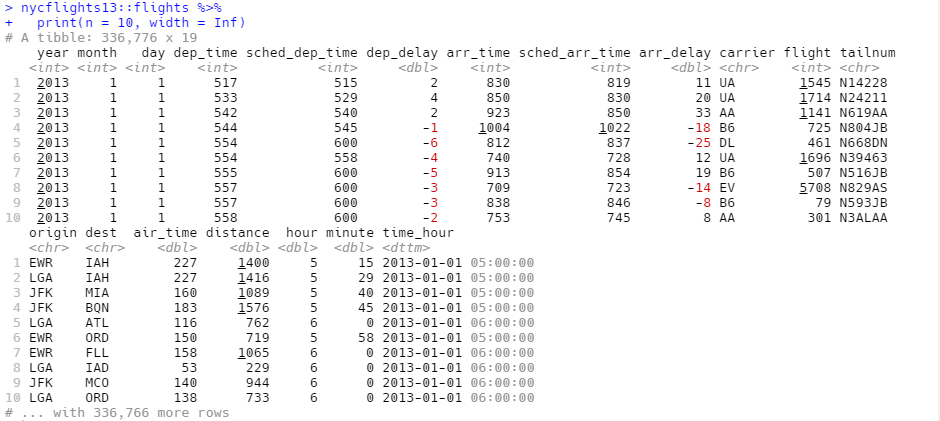 > nycflights13::flights %>%
+   print(n = 10, width = Inf)
# A tibble: 336,776 x 19
year month day dep_time sched_dep_time dep_delay arr_time sched_arr_time arr_delay carrier flight tailnum
<int> <int> <int> <int> <int> <dbl> <int> <int> <dbl> <chr> <int> <chr>
1 2013 1 1 517 515 2 830 819 11 UA 1545 N14228
2 2013 1 1 533 529 4 850 830 20 UA 1714 N24211
3 2013 1 1 542 540 2 923 850 33 AA 1141 N619AA
4 2013 1 1 544 545 -1 1004 1022 -18 B6 725 N804JB
5 2013 1 1 554 600 -6 812 837 -25 DL 461 N668DN
6 2013 1 1 554 558 -4 740 728 12 UA 1696 N39463
7 2013 1 1 555 600 -5 913 854 19 B6 507 N516JB
8 2013 1 1 557 600 -3 709 723 -14 EV 5708 N829AS
9 2013 1 1 557 600 -3 838 846 -8 B6 79 N593JB
10 2013 1 1 558 600 -2 753 745 8 AA 301 N3ALAA
origin dest air_time distance hour minute time_hour
<chr> <chr> <dbl> <dbl> <dbl> <dbl> <dttm>
1 EWR IAH 227 1400 5 15 2013-01-01 05:00:00
2 LGA IAH 227 1416 5 29 2013-01-01 05:00:00
3 JFK MIA 160 1089 5 40 2013-01-01 05:00:00
4 JFK BQN 183 1576 5 45 2013-01-01 05:00:00
5 LGA ATL 116 762 6 0 2013-01-01 06:00:00
6 EWR ORD 150 719 5 58 2013-01-01 05:00:00
7 EWR FLL 158 1065 6 0 2013-01-01 06:00:00
8 LGA IAD 53 229 6 0 2013-01-01 06:00:00
9 JFK MCO 140 944 6 0 2013-01-01 06:00:00
10 LGA ORD 138 733 6 0 2013-01-01 06:00:00
# ... with 336,766 more rows